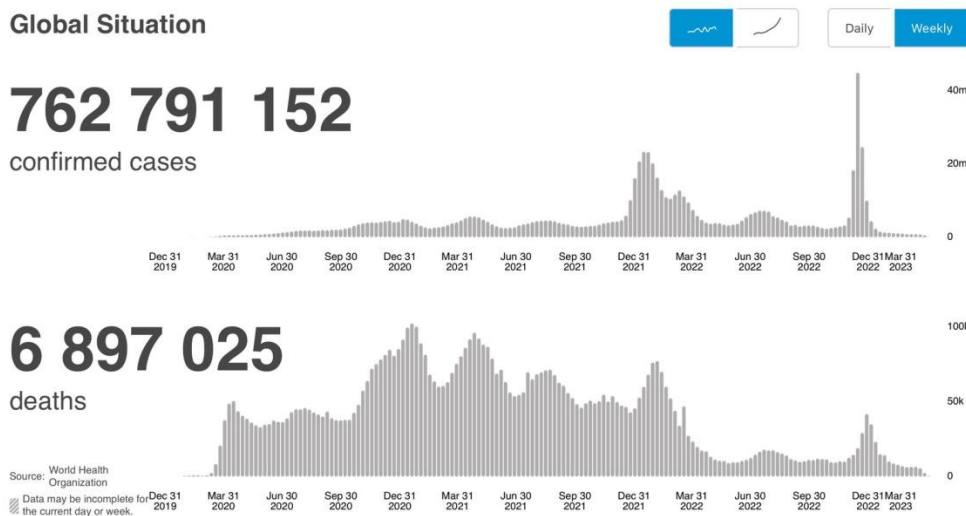 Global Situation
Daily
Weekly
762 791 152
confirmed cases
40m
20m
0
Dec 31 2019
Mar 31 2020
Jun 30 2020
Sep 30 2020
Dec 31 2020
Mar 31 2021
Jun 30 2021
Sep 30 2021
Dec 31 2021
Mar 31 2022
Jun 30 2022
Sep 30 2022
Dec 31 2022
Mar 31 2023
6 897 025
deaths
100k
50k
0
Source: World Health
Organization
Data may be incomplete for
the current day or week.
Dec 31 2019
Mar 31 2020
Jun 30 2020
Sep 30 2020
Dec 31 2020
Mar 31 2021
Jun 30 2021
Sep 30 2021
Dec 31 2021
Mar 31 2022
Jun 30 2022
Sep 30 2022
Dec 31 2022
Mar 31 2023